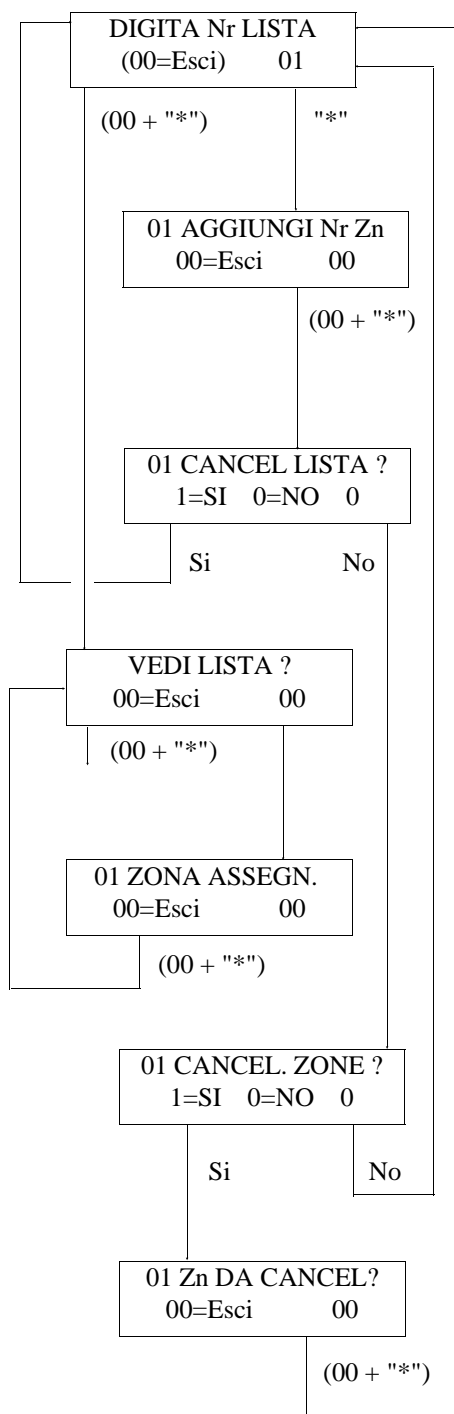 DIGITA Nr LISTA
(00=Esci) 01
(00 + "*") "*"
01 AGGIUNGI Nr Zn
00=Esci 00
(00 + "*")
01 CANCEL LISTA ?
1=SI 0=NO 0
Si No
VEDI LISTA ?
00=Esci 00
(00 + "*")
01 ZONA ASSEGN.
00=Esci 00
(00 + "*")
01 CANCEL. ZONE ?
1=SI 0=NO 0
Si No
01 Zn DA CANCEL?
00=Esci 00
(00 + "*")